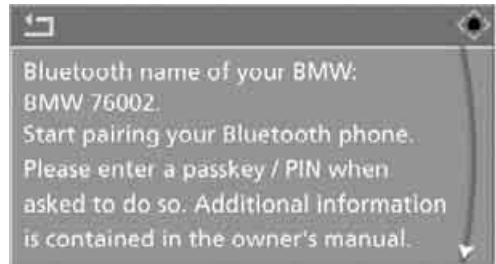 Bluetooth name of your BMW:
BMW 76002.
Start pairing your Bluetooth phone.
Please enter a passkey / PIN when
asked to do so. Additional information
is contained in the owner's manual.